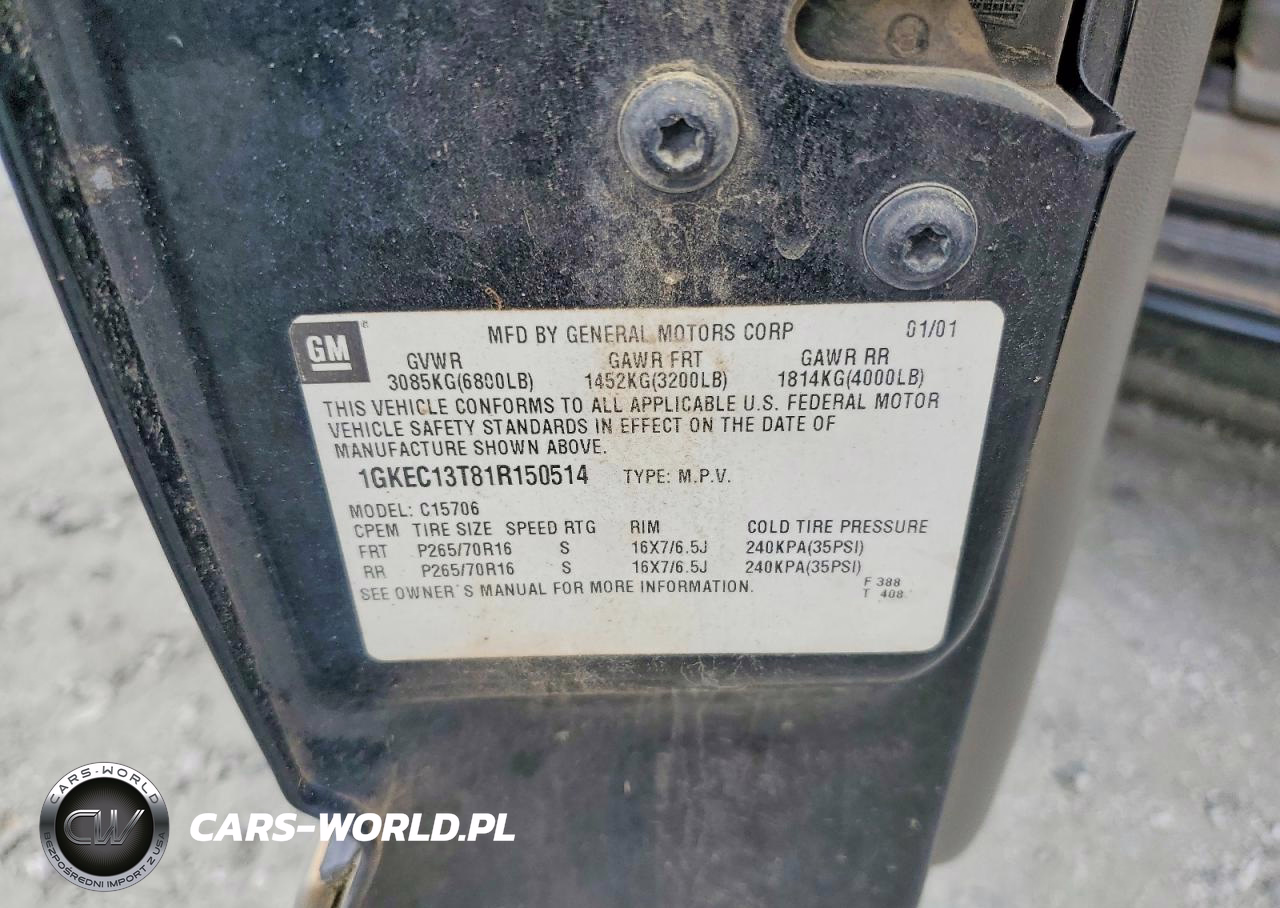 GM ® MFD BY GENERAL MOTORS CORP 01/01
GVWR GAWR FRT GAWR RR
3085KG(6800LB) 1452KG(3200LB) 1814KG(4000LB)
THIS VEHICLE CONFORMS TO ALL APPLICABLE U.S. FEDERAL MOTOR
VEHICLE SAFETY STANDARDS IN EFFECT ON THE DATE OF
MANUFACTURE SHOWN ABOVE.
1GKEC13T81R150514 TYPE: M.P.V.
MODEL: C15706
CPEM TIRE SIZE SPEED RTG RIM COLD TIRE PRESSURE
FRT P265/70R16 S 16X7/6.5J 240KPA(35PSI)
RR P265/70R16 S 16X7/6.5J 240KPA(35PSI)
SEE OWNER'S MANUAL FOR MORE INFORMATION.
F 388
T 408
CARS-WORLD
CW
BEZPOŚREDNI IMPORT Z USA
CARS-WORLD.PL